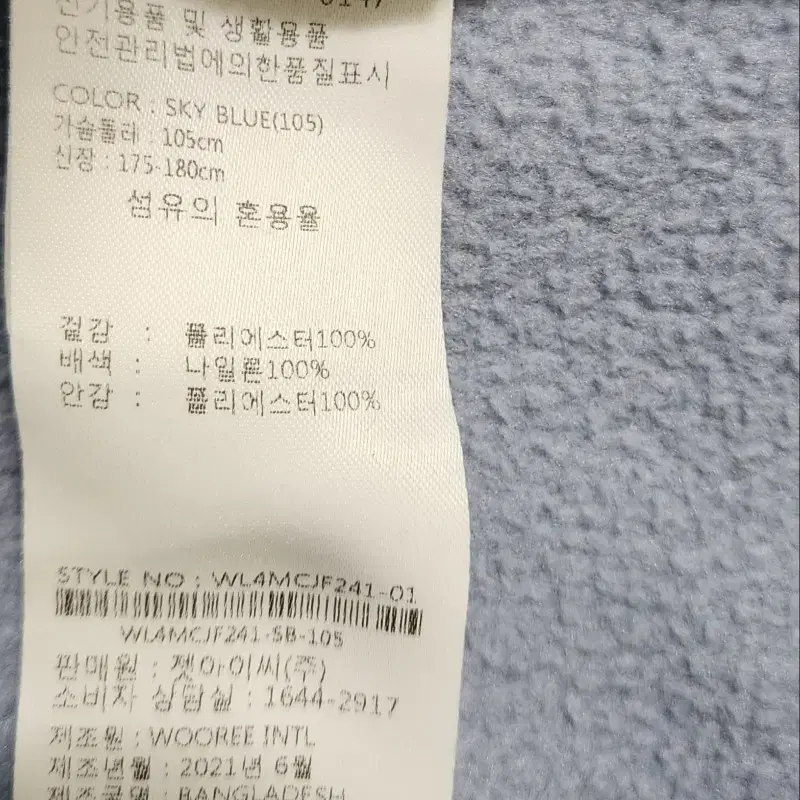 전기용품 및 생활용품
안전관리법에의한품질표시
COLOR : SKY BLUE(105)
가슴둘레 : 105cm
신장 : 175-180cm
섬유의 혼용율
겉감 : 폴리에스터100%
배색 : 나일론100%
안감 : 폴리에스터100%
STYLE NO : WL4MCJF241-01
WL4MCJF241-SB-105
판매원 : 젯아이씨(주)
소비자 상담실 : 1644-2917
제조원 : WOOREE INTL
제조년월 : 2021년 6월
제조국명 : BANGLADESH